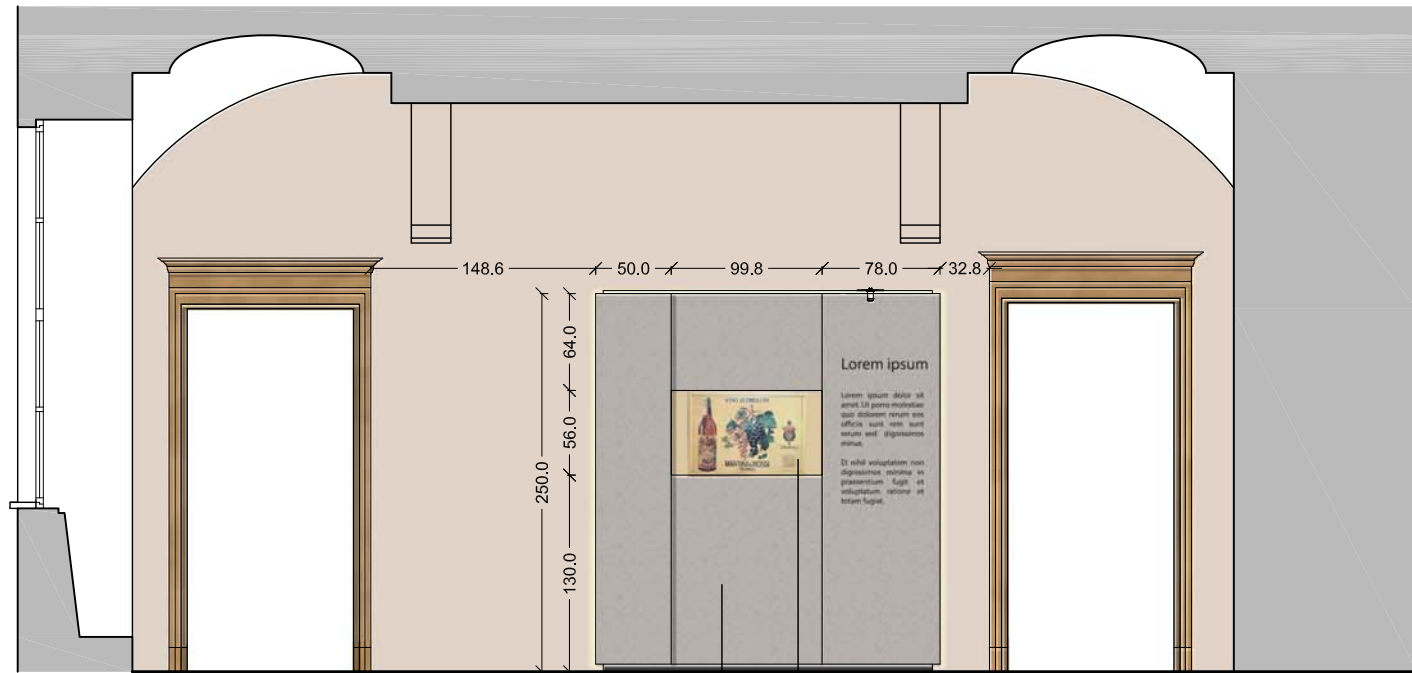 148.6 50.0 99.8 78.0 32.8
250.0
64.0
56.0
130.0
MARTINI & ROSSI
Lorem ipsum
Lorem ipsum dolor sit
amet. Ut porro molestiae
quo dolorem rerum eos
officiis sunt rem sunt
rerum sed dignissimos
minus.
Et nihil voluptatem non
dignissimos minima in
praesentium fugit et
voluptatum ratione et
totam fugiat.